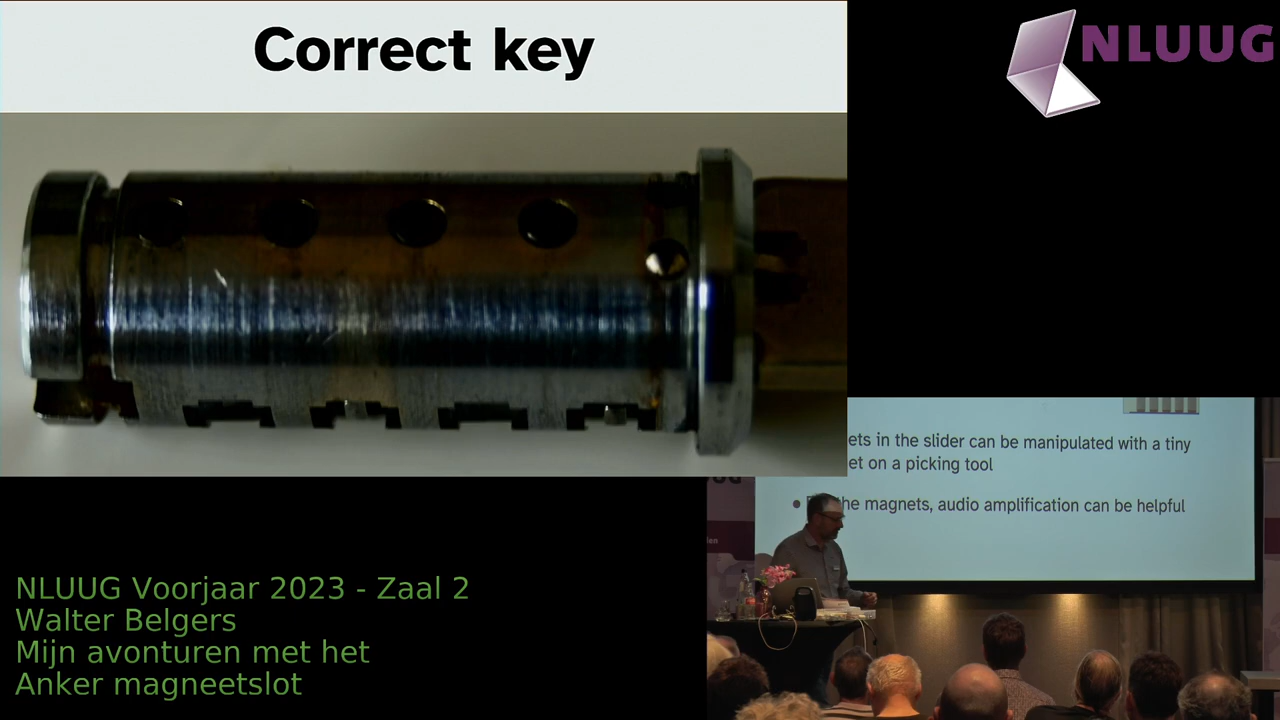 Correct key
NLUUG
ets in the slider can be manipulated with a tiny
et on a picking tool
he magnets, audio amplification can be helpful
NLUUG Voorjaar 2023 - Zaal 2
Walter Belgers
Mijn avonturen met het
Anker magneetslot